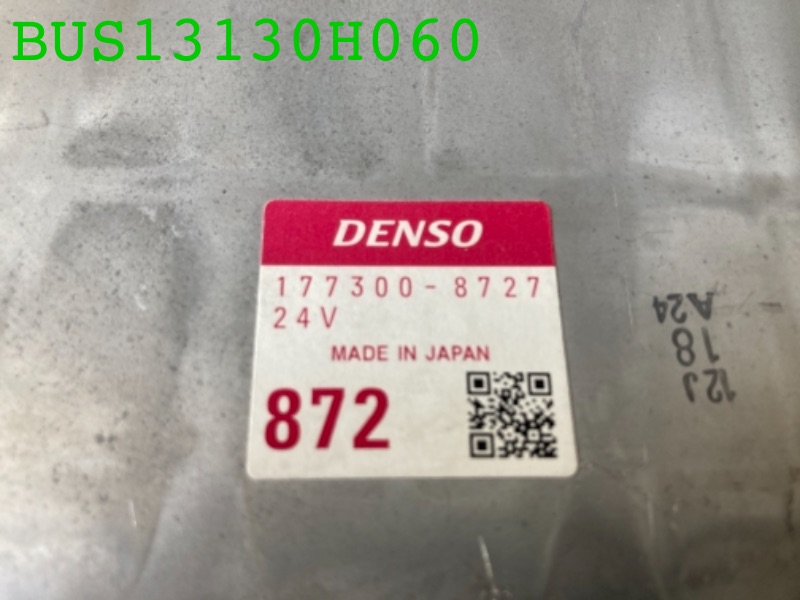 BUS13130H060
DENSO
177300-8727
24V
MADE IN JAPAN
872
12J
18
A24